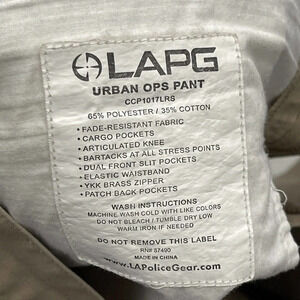 LAPG
URBAN OPS PANT
CCP1017LRS
65% POLYESTER / 35% COTTON
• FADE-RESISTANT FABRIC
• CARGO POCKETS
• ARTICULATED KNEE
• BARTACKS AT ALL STRESS POINTS
• DUAL FRONT SLIT POCKETS
• ELASTIC WAISTBAND
• YKK BRASS ZIPPER
• PATCH BACK POCKETS
WASH INSTRUCTIONS
MACHINE WASH COLD WITH LIKE COLORS
DO NOT BLEACH / TUMBLE DRY LOW
WARM IRON IF NEEDED
DO NOT REMOVE THIS LABEL
RN# 57490
MADE IN CHINA
www.LAPoliceGear.com